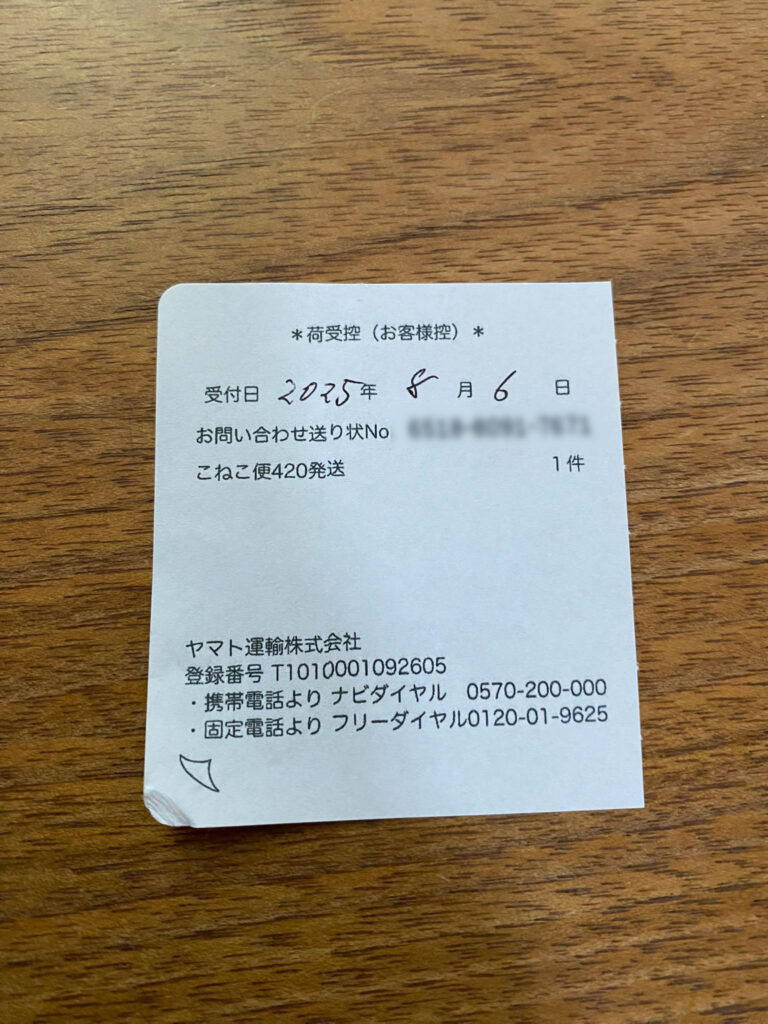 ＊荷受控（お客様控）＊
受付日 2025年 8 月 6 日
お問い合わせ送り状No
こねこ便420発送 1件
ヤマト運輸株式会社
登録番号 T1010001092605
・携帯電話より ナビダイヤル 0570-200-000
・固定電話より フリーダイヤル0120-01-9625